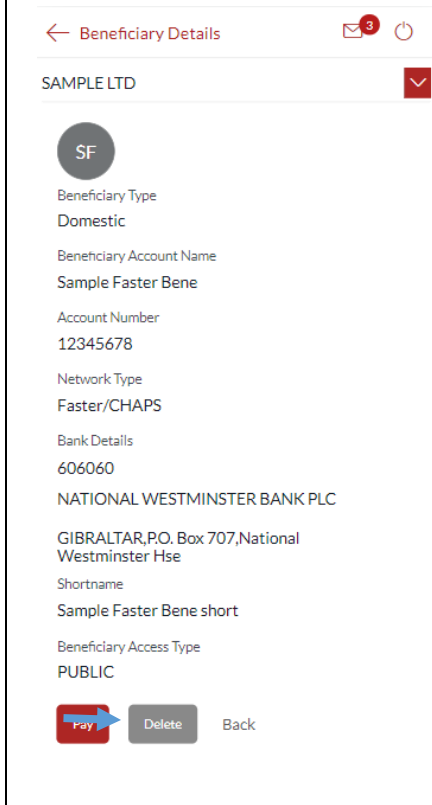 Beneficiary Details
3
SAMPLE LTD
SF
Beneficiary Type
Domestic
Beneficiary Account Name
Sample Faster Bene
Account Number
12345678
Network Type
Faster/CHAPS
Bank Details
606060
NATIONAL WESTMINSTER BANK PLC
GIBRALTAR,P.O. Box 707,National
Westminster Hse
Shortname
Sample Faster Bene short
Beneficiary Access Type
PUBLIC
Pay Delete Back